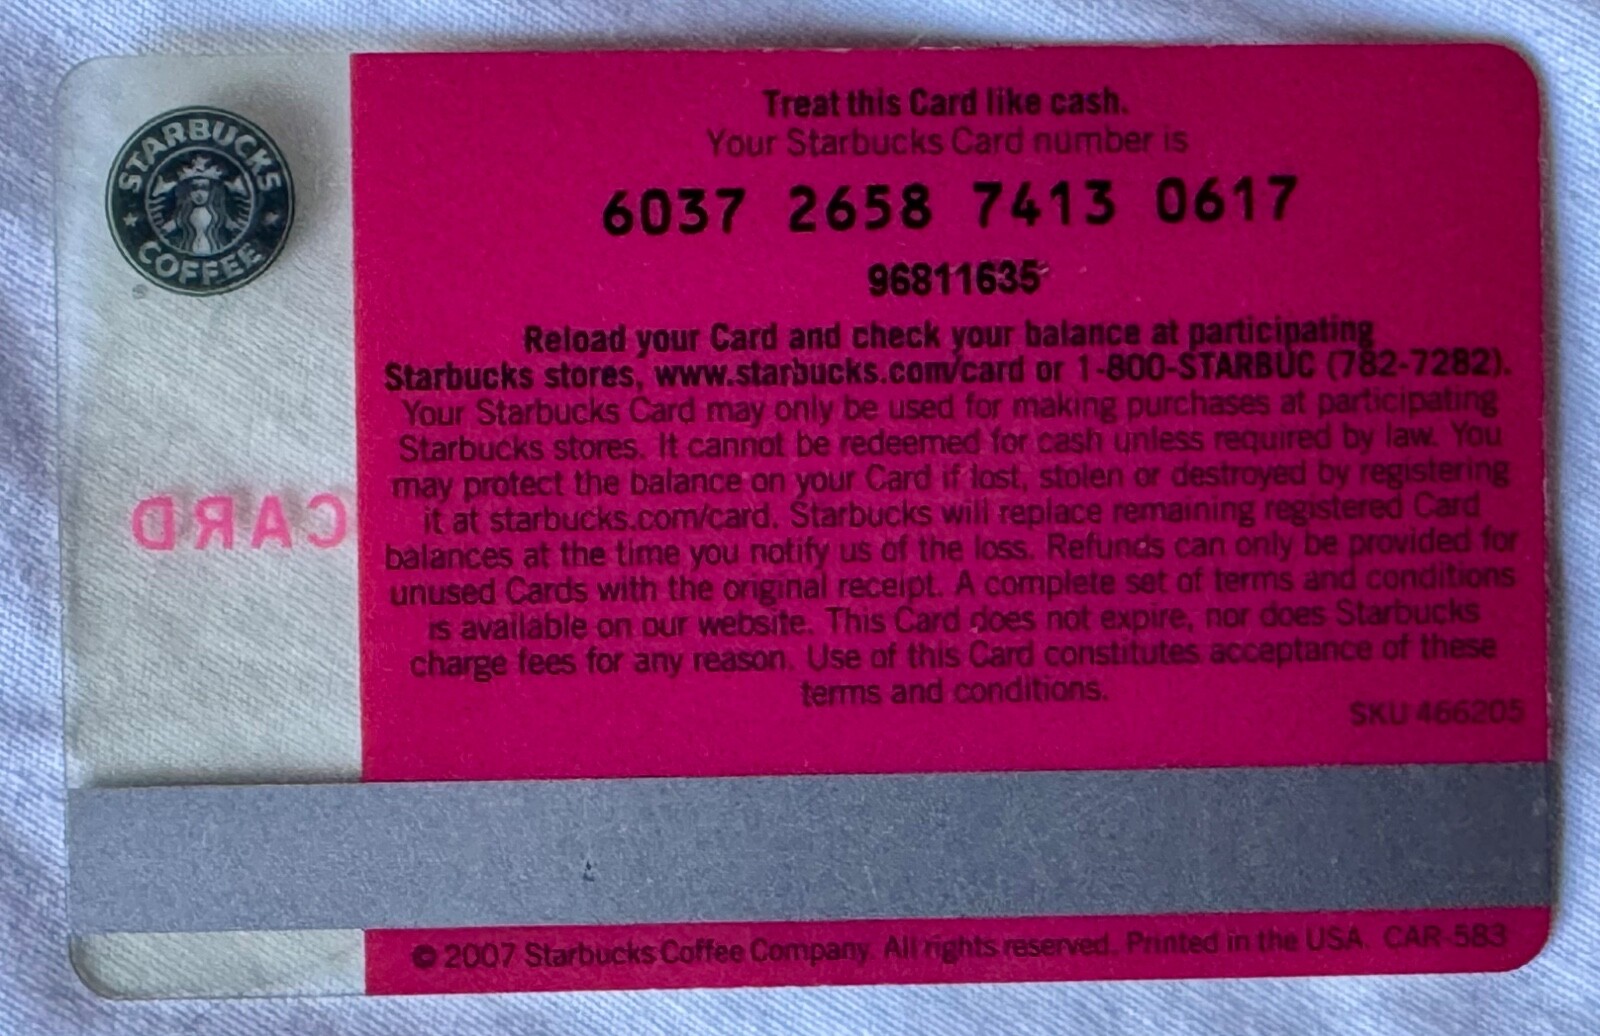 STARBUCKS
COFFEE
®
CARD
Treat this Card like cash.
Your Starbucks Card number is
6037 2658 7413 0617
96811635
Reload your Card and check your balance at participating
Starbucks stores, www.starbucks.com/card or 1-800-STARBUC (782-7282).
Your Starbucks Card may only be used for making purchases at participating
Starbucks stores. It cannot be redeemed for cash unless required by law. You
may protect the balance on your Card if lost, stolen or destroyed by registering
it at starbucks.com/card. Starbucks will replace remaining registered Card
balances at the time you notify us of the loss. Refunds can only be provided for
unused Cards with the original receipt. A complete set of terms and conditions
is available on our website. This Card does not expire, nor does Starbucks
charge fees for any reason. Use of this Card constitutes acceptance of these
terms and conditions.
SKU 466205
© 2007 Starbucks Coffee Company. All rights reserved. Printed in the USA. CAR-583